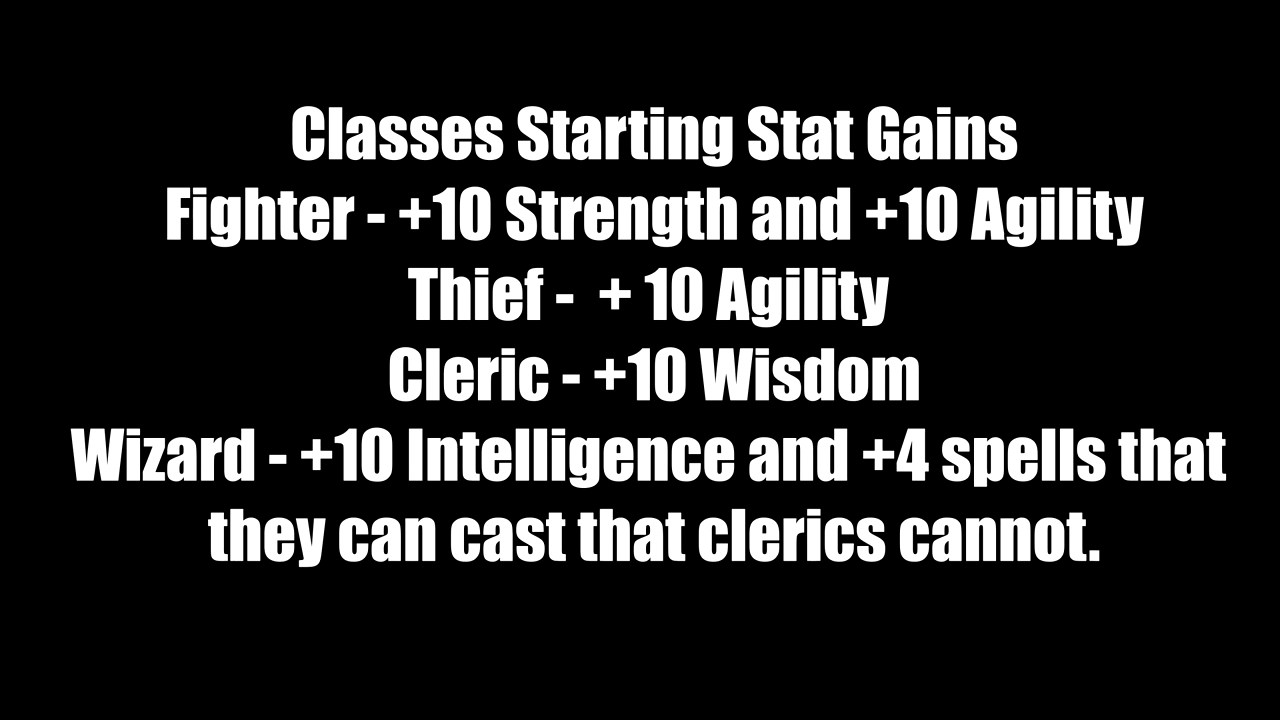 Classes Starting Stat Gains
Fighter - +10 Strength and +10 Agility
Thief -  + 10 Agility
Cleric - +10 Wisdom
Wizard - +10 Intelligence and +4 spells that
they can cast that clerics cannot.